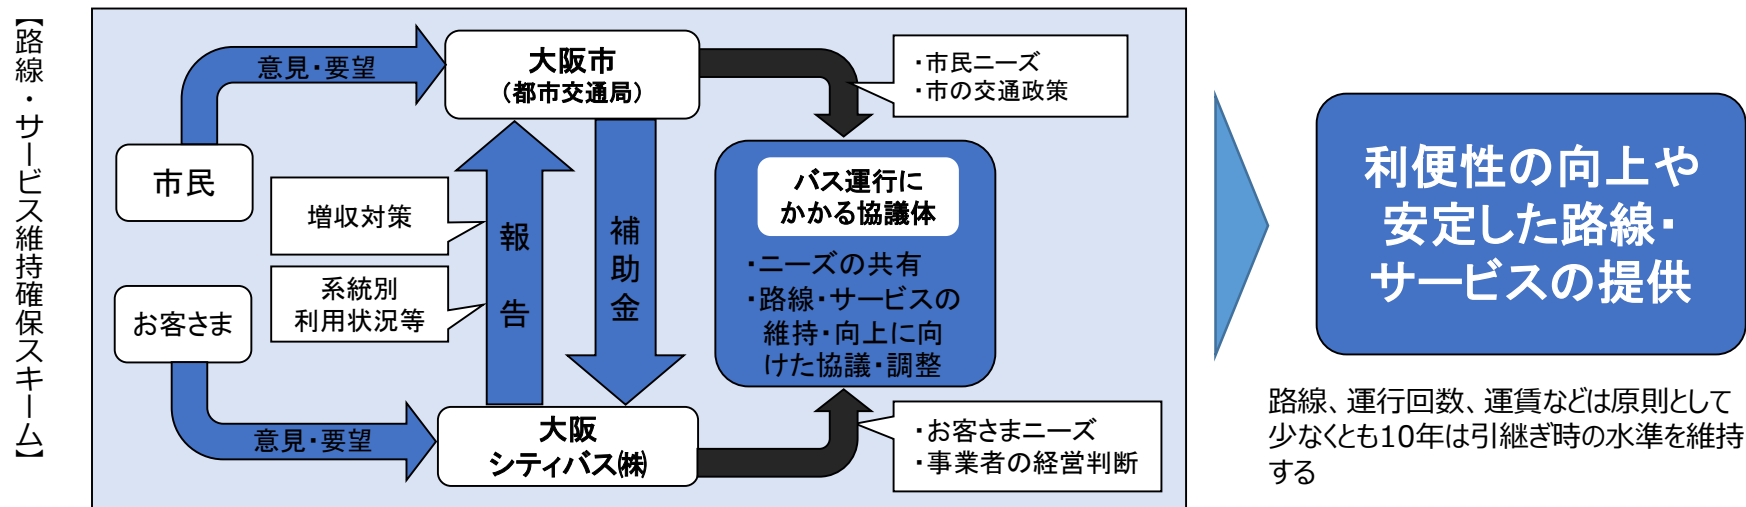 【路線・サービス維持確保スキーム】
意見・要望
大阪市
（都市交通局）
・市民ニーズ
・市の交通政策
市民
増収対策
報告
補助金
バス運行に
かかる協議体
・ニーズの共有
・路線・サービスの
維持・向上に向
けた協議・調整
お客さま
系統別
利用状況等
意見・要望
大阪
シティバス㈱
・お客さまニーズ
・事業者の経営判断
利便性の向上や
安定した路線・
サービスの提供
路線、運行回数、運賃などは原則として
少なくとも10年は引継ぎ時の水準を維持
する